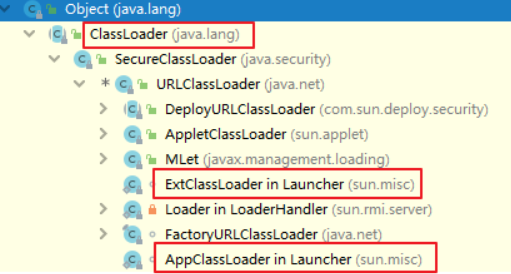 Object (java.lang)
ClassLoader (java.lang)
SecureClassLoader (java.security)
URLClassLoader (java.net)
DeployURLClassLoader (com.sun.deploy.security)
AppletClassLoader (sun.applet)
MLet (javax.management.loading)
ExtClassLoader in Launcher (sun.misc)
Loader in LoaderHandler (sun.rmi.server)
FactoryURLClassLoader (java.net)
AppClassLoader in Launcher (sun.misc)